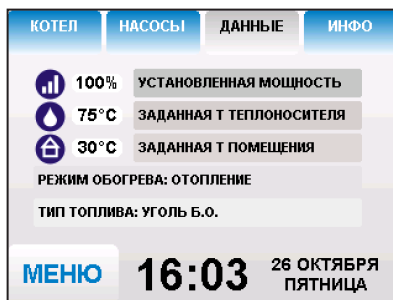 КОТЕЛ НАСОСЫ ДАННЫЕ ИНФО
100% УСТАНОВЛЕННАЯ МОЩНОСТЬ
75°C ЗАДАННАЯ Т ТЕПЛОНОСИТЕЛЯ
30°C ЗАДАННАЯ Т ПОМЕЩЕНИЯ
РЕЖИМ ОБОГРЕВА: ОТОПЛЕНИЕ
ТИП ТОПЛИВА: УГОЛЬ Б.О.
МЕНЮ 16:03 26 ОКТЯБРЯ
ПЯТНИЦА